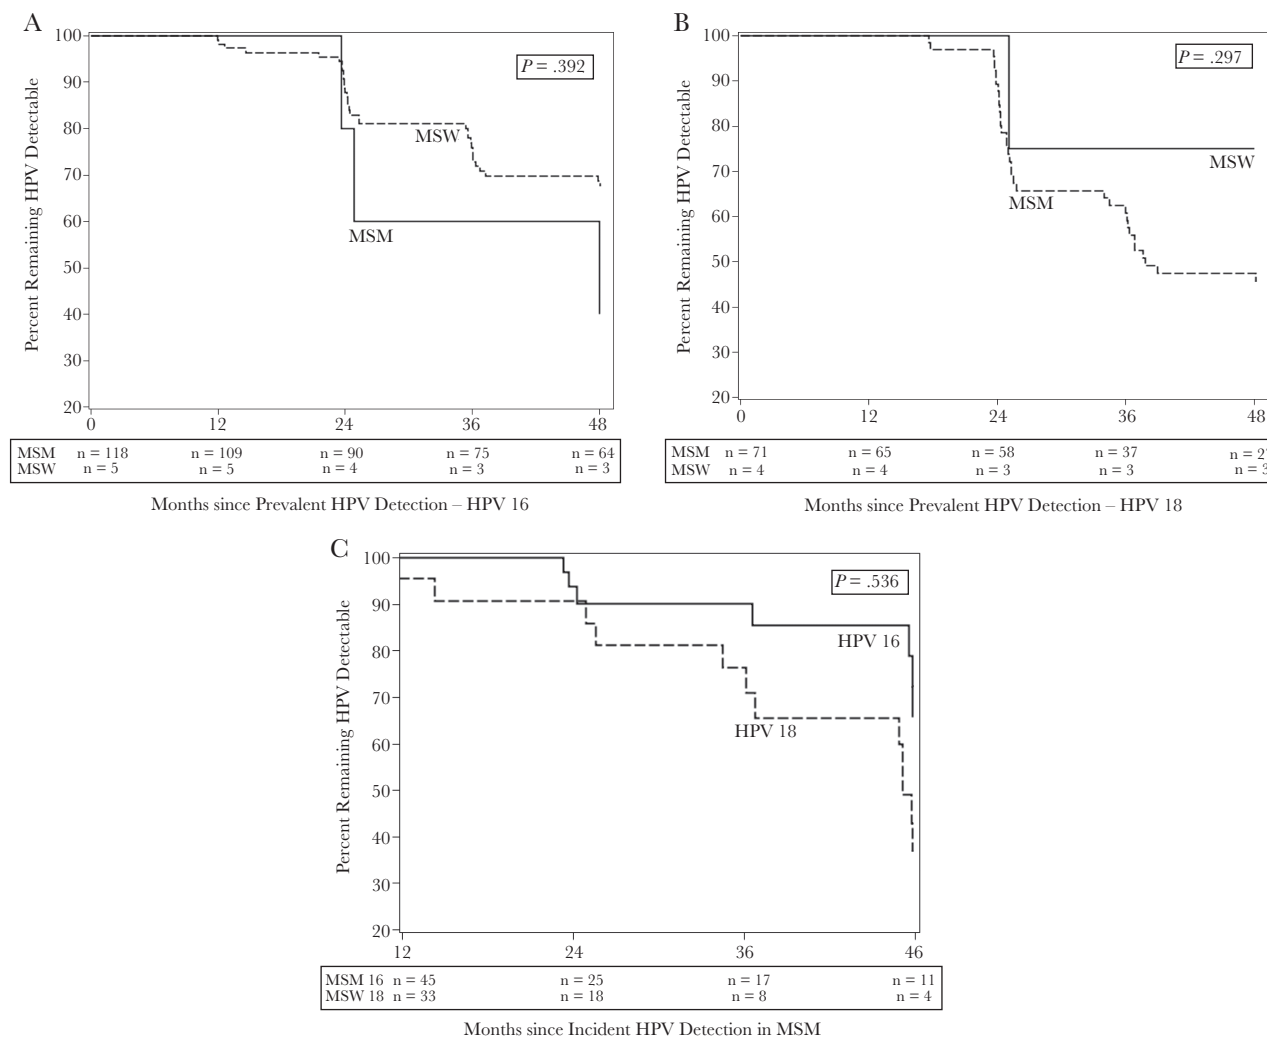 A
P = .392
Percent Remaining HPV Detectable
100
90
80
70
60
50
40
30
20
MSW
MSM
0 12 24 36 48
MSM n = 118 n = 109 n = 90 n = 75 n = 64
MSW n = 5 n = 5 n = 4 n = 3 n = 3
Months since Prevalent HPV Detection – HPV 16
B
P = .297
Percent Remaining HPV Detectable
100
90
80
70
60
50
40
30
20
MSW
MSM
0 12 24 36 48
MSM n = 71 n = 65 n = 58 n = 37 n =
MSW n = 4 n = 4 n = 3 n = 3 n = 3
Months since Prevalent HPV Detection – HPV 18
C
P = .536
Percent Remaining HPV Detectable
100
90
80
70
60
50
40
30
20
HPV 16
HPV 18
12 24 36 46
MSM 16 n = 45 n = 25 n = 17 n = 11
MSW 18 n = 33 n = 18 n = 8 n = 4
Months since Incident HPV Detection in MSM